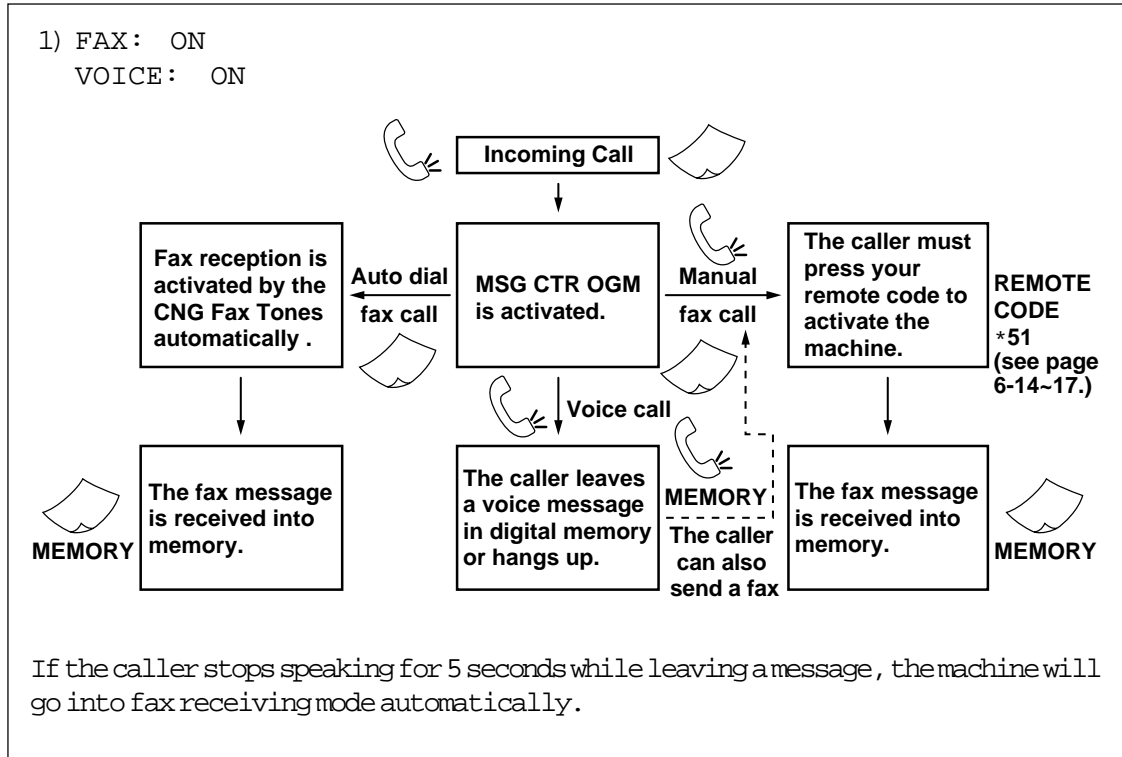 1) FAX: ON
VOICE: ON
Incoming Call
Fax reception is
activated by the
CNG Fax Tones
automatically .
Auto dial
fax call
MSG CTR OGM
is activated.
Manual
fax call
The caller must
press your
remote code to
activate the
machine.
REMOTE
CODE
*51
(see page
6-14~17.)
Voice call
MEMORY
The fax message
is received into
memory.
The caller leaves
a voice message
in digital memory
or hangs up.
MEMORY
The caller
can also
send a fax
The fax message
is received into
memory.
MEMORY
If the caller stops speaking for 5 seconds while leaving a message, the machine will
go into fax receiving mode automatically.